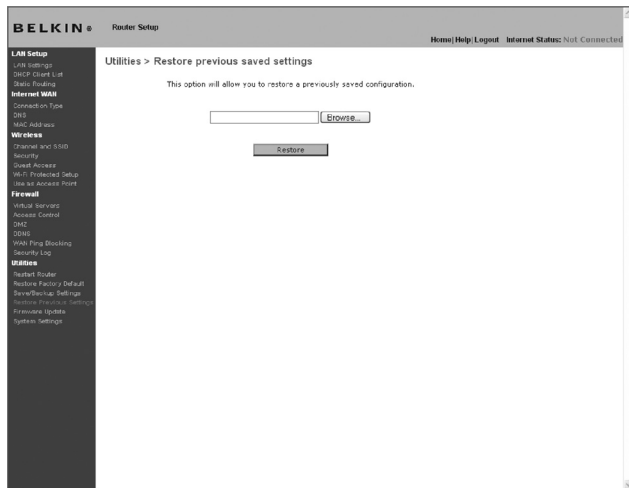 BELKIN
Router Setup
Home|Help|Logout Internet Status: Not Connected
LAN Setup
LAN Settings
DHCP Client List
Static Routing
Internet WAN
Connection Type
DNS
MAC Address
Wireless
Channel and SSID
Security
Guest Access
Wi-Fi Protected Setup
Use as Access Point
Firewall
Virtual Servers
Access Control
DMZ
DDNS
WAN Ping Blocking
Security Log
Utilities
Restart Router
Restore Factory Default
Save/Backup Settings
Restore Previous Settings
Firmware Update
System Settings
Utilities > Restore previous saved settings
This option will allow you to restore a previously saved configuration.
Browse...
Restore